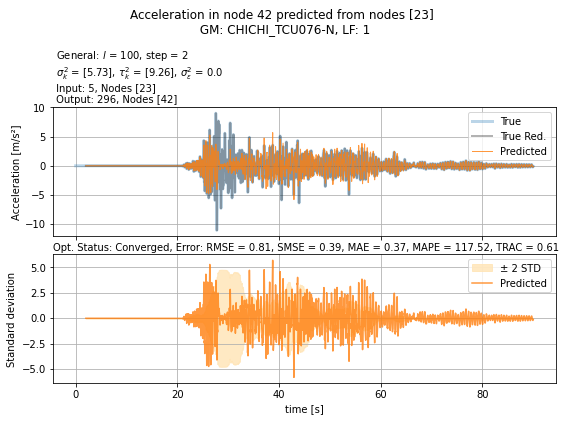 Acceleration in node 42 predicted from nodes [23]
GM: CHICHI_TCU076-N, LF: 1
General: l = 100, step = 2
σ²ₖ = [5.73], τ²ₖ = [9.26], σ²ε = 0.0
Input: 5, Nodes [23]
Output: 296, Nodes [42]
Acceleration [m/s²]
10
5
0
−5
−10
True
True Red.
Predicted
Opt. Status: Converged, Error: RMSE = 0.81, SMSE = 0.39, MAE = 0.37, MAPE = 117.52, TRAC = 0.61
Standard deviation
5.0
2.5
0.0
−2.5
−5.0
± 2 STD
Predicted
0 20 40 60 80
time [s]